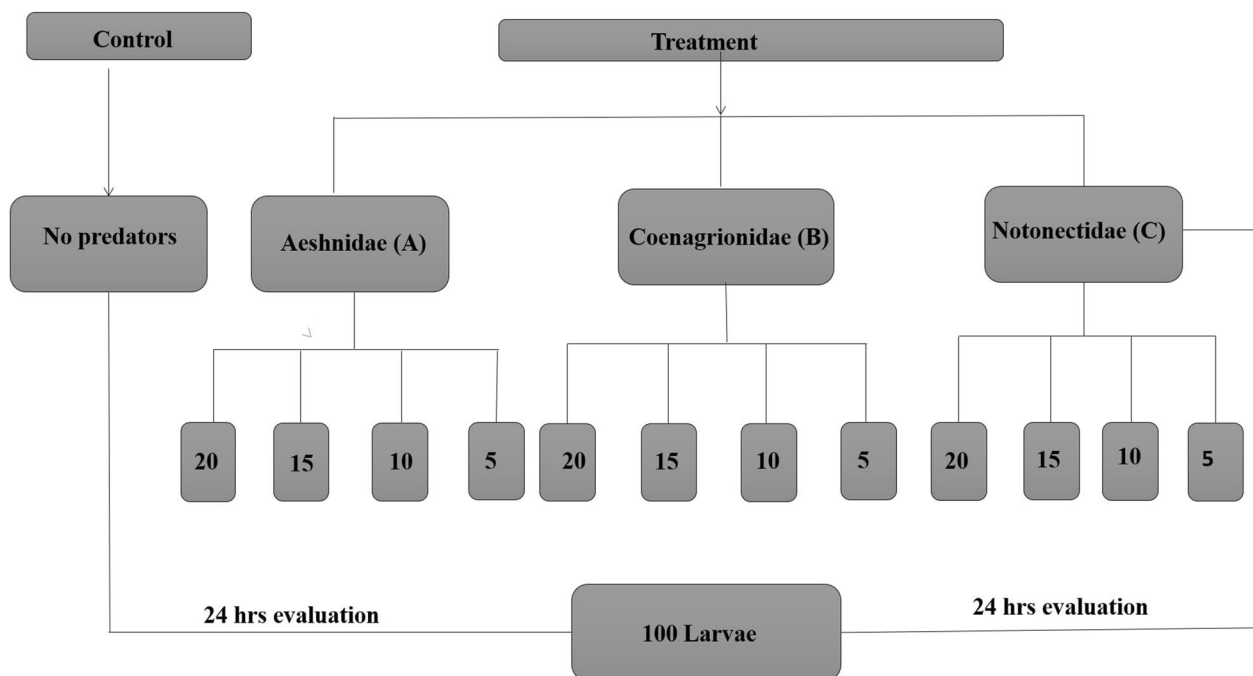 Control
Treatment
No predators
Aeshnidae (A)
Coenagrionidae (B)
Notonectidae (C)
20
15
10
5
20
15
10
5
20
15
10
5
24 hrs evaluation
100 Larvae
24 hrs evaluation